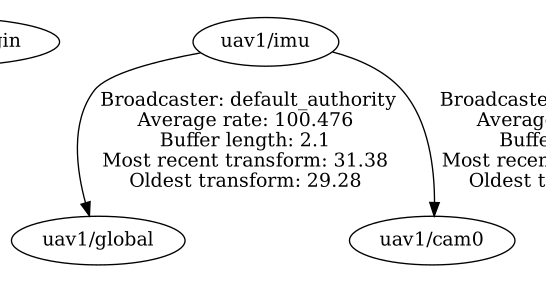 gin
uav1/imu
Broadcaster: default_authority
Average rate: 100.476
Buffer length: 2.1
Most recent transform: 31.38
Oldest transform: 29.28
Broadcaste
Average
Buffe
Most recen
Oldest t
uav1/global
uav1/cam0